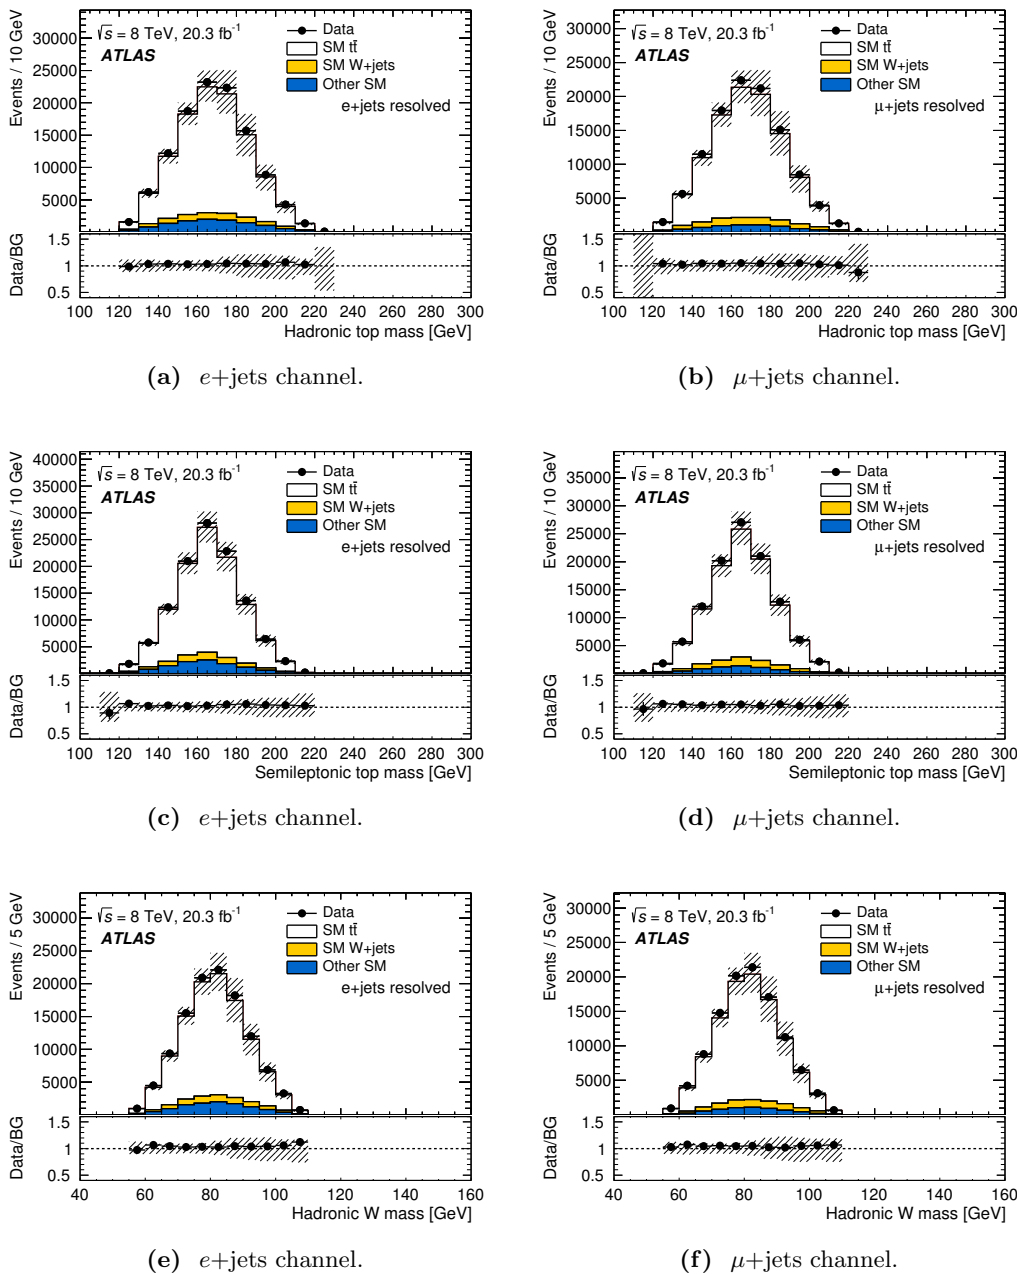 √s = 8 TeV, 20.3 fb⁻¹
ATLAS
Data
SM tt̄
SM W+jets
Other SM
e+jets resolved
Events / 10 GeV
30000
25000
20000
15000
10000
5000
Data/BG
1.5
1
0.5
100 120 140 160 180 200 220 240 260 280 300
Hadronic top mass [GeV]
(a) e+jets channel.
√s = 8 TeV, 20.3 fb⁻¹
ATLAS
Data
SM tt̄
SM W+jets
Other SM
μ+jets resolved
Events / 10 GeV
30000
25000
20000
15000
10000
5000
Data/BG
1.5
1
0.5
100 120 140 160 180 200 220 240 260 280 300
Hadronic top mass [GeV]
(b) μ+jets channel.
√s = 8 TeV, 20.3 fb⁻¹
ATLAS
Data
SM tt̄
SM W+jets
Other SM
e+jets resolved
Events / 10 GeV
40000
35000
30000
25000
20000
15000
10000
5000
Data/BG
1.5
1
0.5
100 120 140 160 180 200 220 240 260 280 300
Semileptonic top mass [GeV]
(c) e+jets channel.
√s = 8 TeV, 20.3 fb⁻¹
ATLAS
Data
SM tt̄
SM W+jets
Other SM
μ+jets resolved
Events / 10 GeV
35000
30000
25000
20000
15000
10000
5000
Data/BG
1.5
1
0.5
100 120 140 160 180 200 220 240 260 280 300
Semileptonic top mass [GeV]
(d) μ+jets channel.
√s = 8 TeV, 20.3 fb⁻¹
ATLAS
Data
SM tt̄
SM W+jets
Other SM
e+jets resolved
Events / 5 GeV
30000
25000
20000
15000
10000
5000
Data/BG
1.5
1
0.5
40 60 80 100 120 140 160
Hadronic W mass [GeV]
(e) e+jets channel.
√s = 8 TeV, 20.3 fb⁻¹
ATLAS
Data
SM tt̄
SM W+jets
Other SM
μ+jets resolved
Events / 5 GeV
30000
25000
20000
15000
10000
5000
Data/BG
1.5
1
0.5
40 60 80 100 120 140 160
Hadronic W mass [GeV]
(f) μ+jets channel.